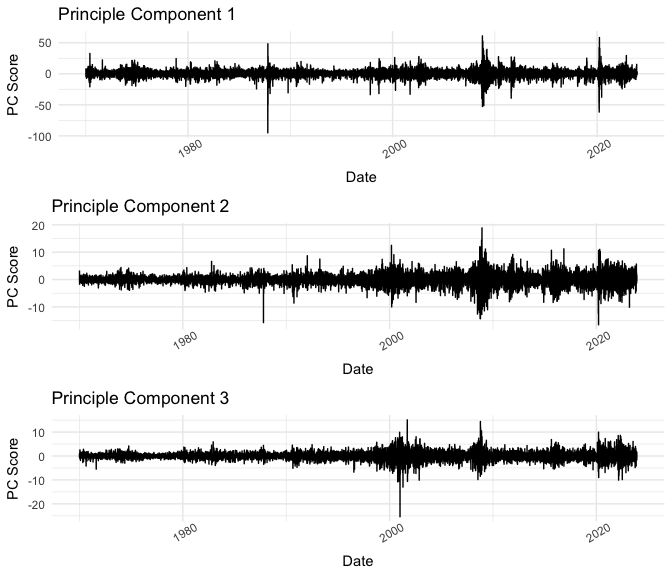 Principle Component 1
50
0
-50
-100
PC Score
1980
2000
2020
Date
Principle Component 2
20
10
0
-10
PC Score
1980
2000
2020
Date
Principle Component 3
10
0
-10
-20
PC Score
1980
2000
2020
Date